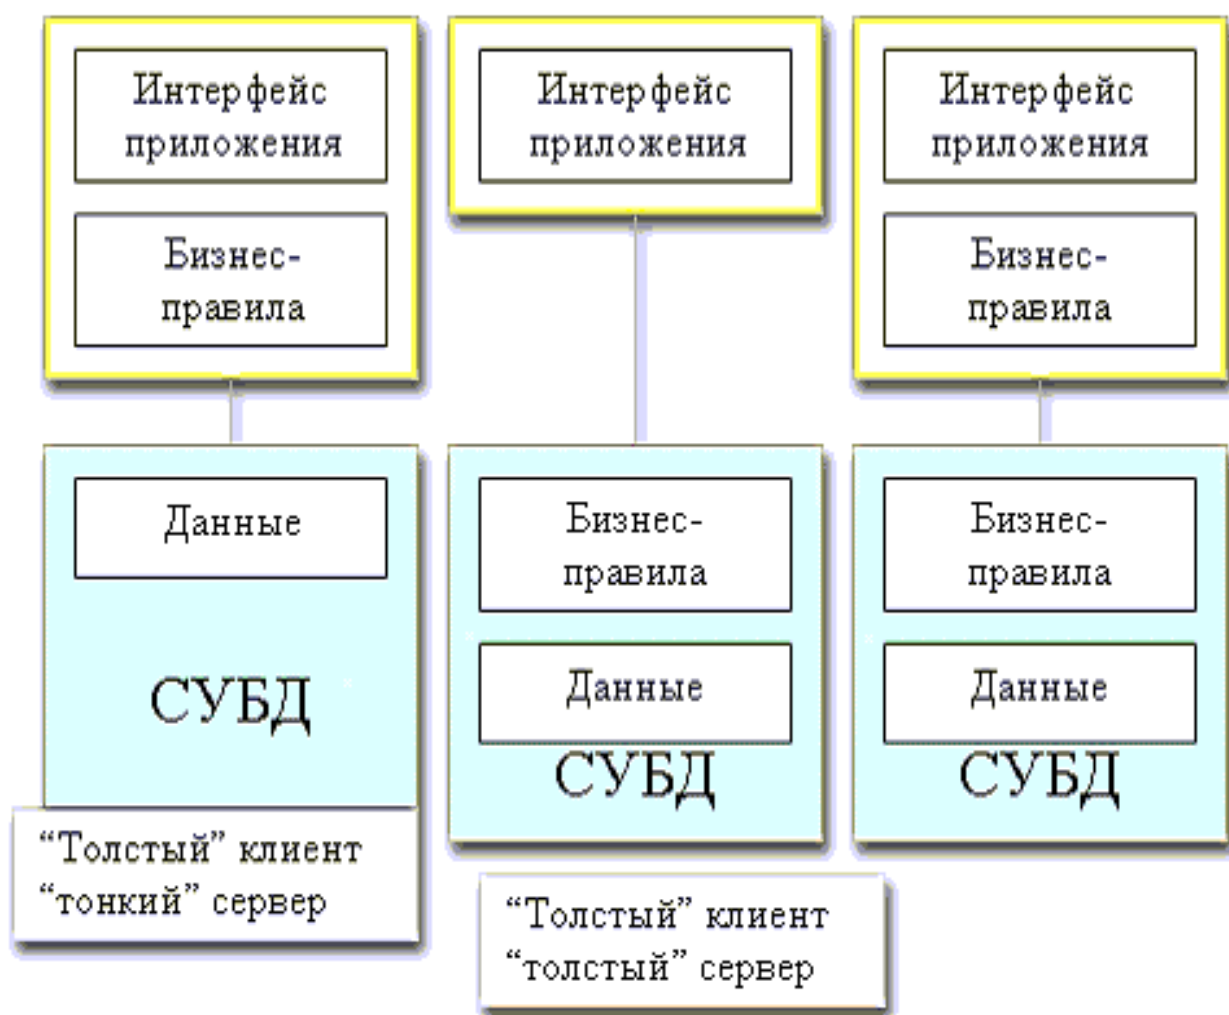 Интерфейс
приложения
Бизнес-
правила
Данные
СУБД
“Толстый” клиент
“тонкий” сервер
Интерфейс
приложения
Бизнес-
правила
Данные
СУБД
“Толстый” клиент
“толстый” сервер
Интерфейс
приложения
Бизнес-
правила
Бизнес-
правила
Данные
СУБД